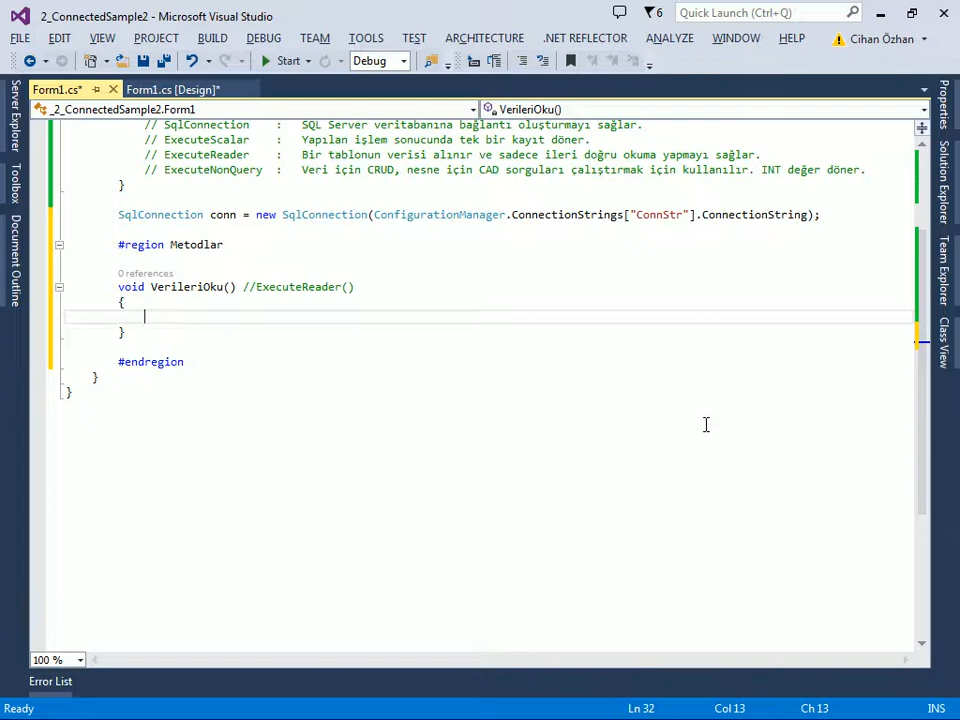 2_ConnectedSample2 - Microsoft Visual Studio
6
Quick Launch (Ctrl+Q)
FILE EDIT VIEW PROJECT BUILD DEBUG TEAM TOOLS TEST ARCHITECTURE .NET REFLECTOR ANALYZE WINDOW HELP Cihan Özhan
Start Debug
Form1.cs* Form1.cs [Design]*
_2_ConnectedSample2.Form1 VerileriOku()
// SqlConnection : SQL Server veritabanına bağlantı oluşturmayı sağlar.
// ExecuteScalar : Yapılan işlem sonucunda tek bir kayıt döner.
// ExecuteReader : Bir tablonun verisi alınır ve sadece ileri doğru okuma yapmayı sağlar.
// ExecuteNonQuery : Veri için CRUD, nesne için CAD sorguları çalıştırmak için kullanılır. INT değer döner.
}
SqlConnection conn = new SqlConnection(ConfigurationManager.ConnectionStrings["ConnStr"].ConnectionString);
#region Metodlar
0 references
void VerileriOku() //ExecuteReader()
{
}
#endregion
}
}
Server Explorer
Toolbox
Document Outline
Properties
Solution Explorer
Team Explorer
Class View
100 %
Error List
Ready Ln 32 Col 13 Ch 13 INS